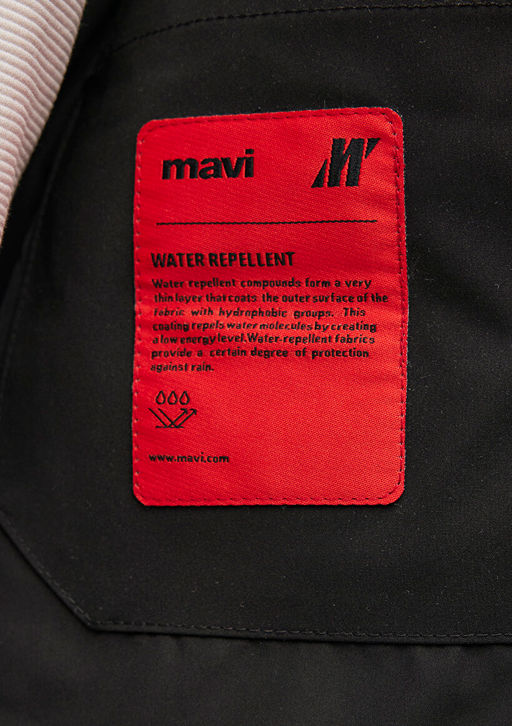 mavi M
WATER REPELLENT
Water repellent compounds form a very
thin layer that coats the outer surface of the
fabric with hydrophobic groups. This
coating repels water molecules by creating
a low energy level. Water-repellent fabrics
provide a certain degree of protection
against rain.
www.mavi.com